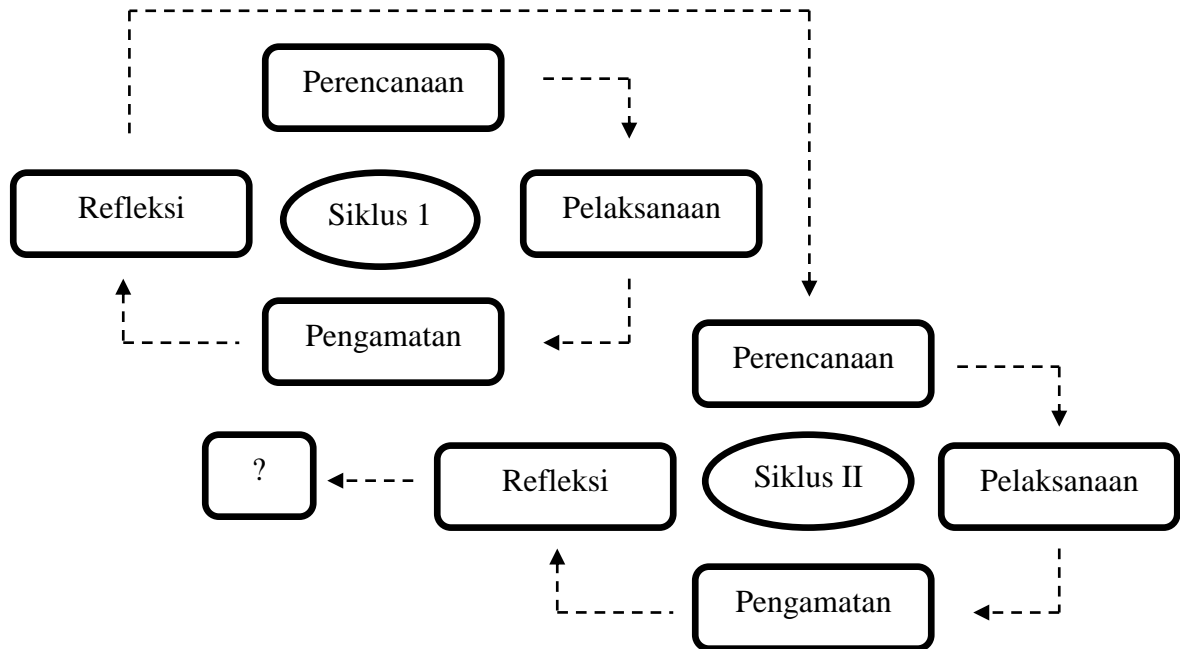 Perencanaan
Refleksi
Siklus 1
Pelaksanaan
Pengamatan
Perencanaan
?
Refleksi
Siklus II
Pelaksanaan
Pengamatan